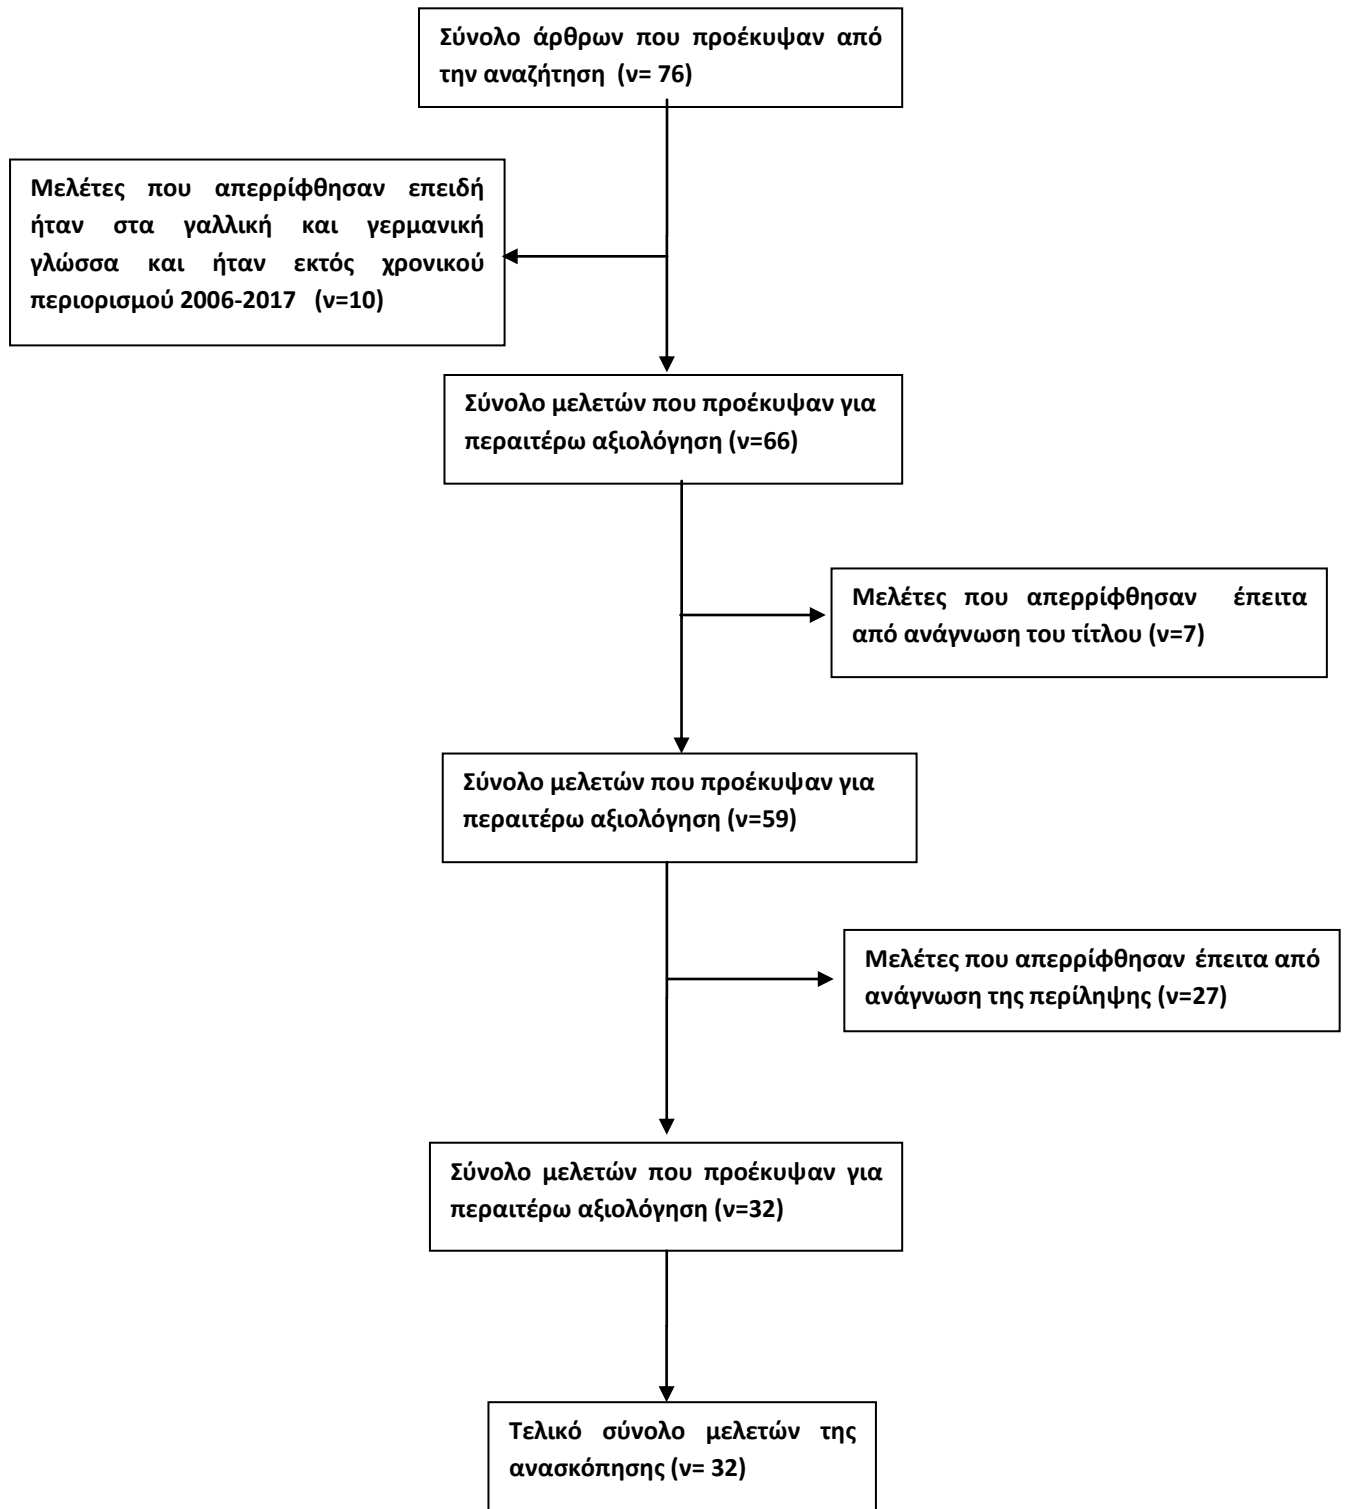 Σύνολο άρθρων που προέκυψαν από
την αναζήτηση (ν= 76)
Μελέτες που απερρίφθησαν επειδή
ήταν στα γαλλική και γερμανική
γλώσσα και ήταν εκτός χρονικού
περιορισμού 2006-2017 (ν=10)
Σύνολο μελετών που προέκυψαν για
περαιτέρω αξιολόγηση (ν=66)
Μελέτες που απερρίφθησαν έπειτα
από ανάγνωση του τίτλου (ν=7)
Σύνολο μελετών που προέκυψαν για
περαιτέρω αξιολόγηση (ν=59)
Μελέτες που απερρίφθησαν έπειτα από
ανάγνωση της περίληψης (ν=27)
Σύνολο μελετών που προέκυψαν για
περαιτέρω αξιολόγηση (ν=32)
Τελικό σύνολο μελετών της
ανασκόπησης (ν= 32)